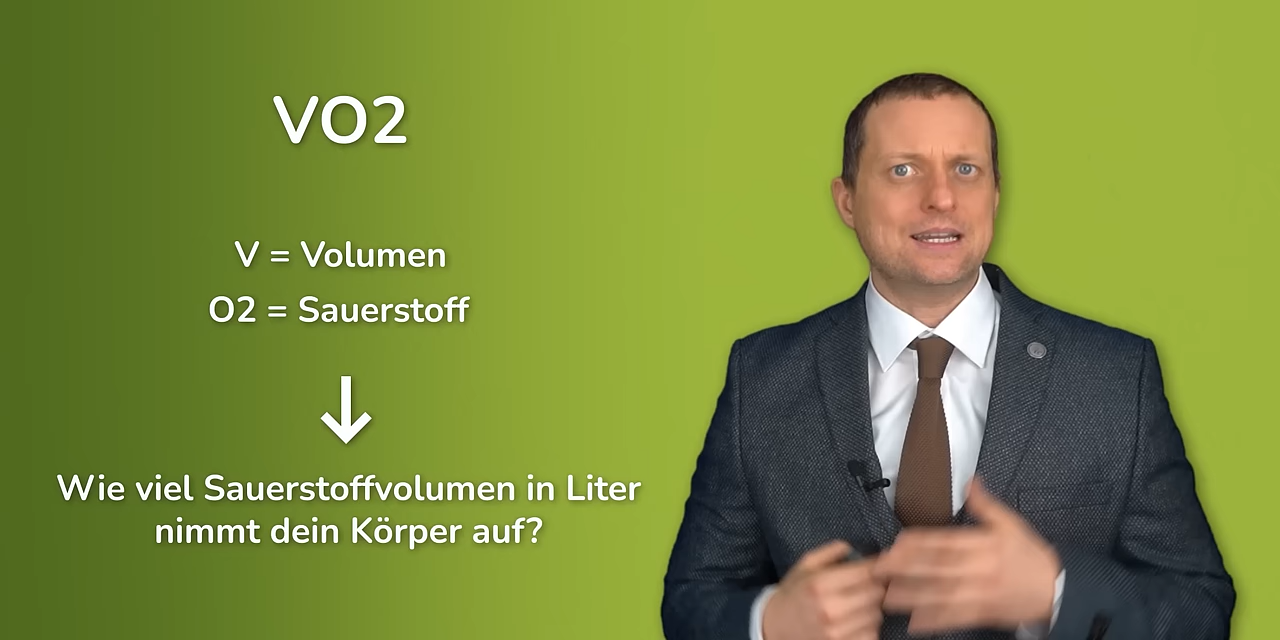 VO2
V = Volumen
O2 = Sauerstoff
Wie viel Sauerstoffvolumen in Liter
nimmt dein Körper auf?